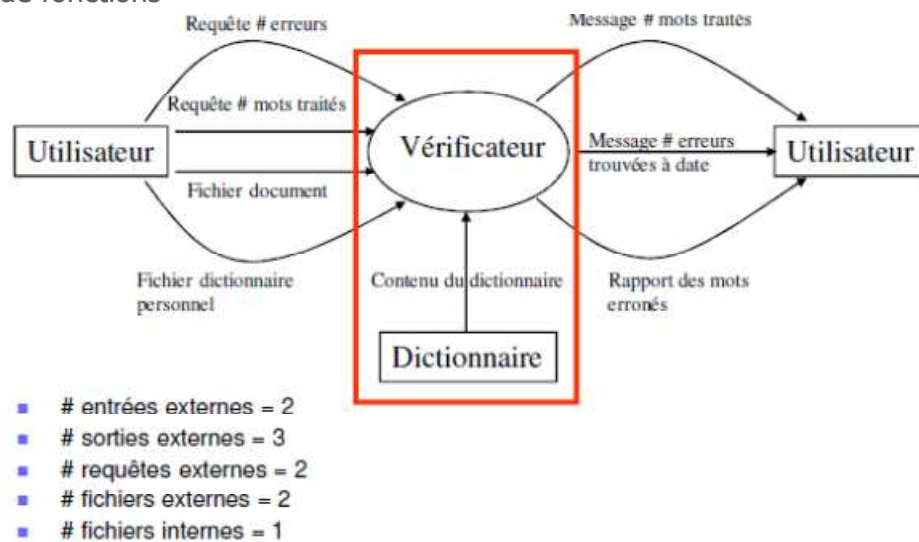 de fonctions
Requête # erreurs
Message # mots traités
Requête # mots traités
Utilisateur
Vérificateur
Message # erreurs
trouvées à date
Utilisateur
Fichier document
Fichier dictionnaire
personnel
Contenu du dictionnaire
Rapport des mots
erronés
Dictionnaire
# entrées externes = 2
# sorties externes = 3
# requêtes externes = 2
# fichiers externes = 2
# fichiers internes = 1